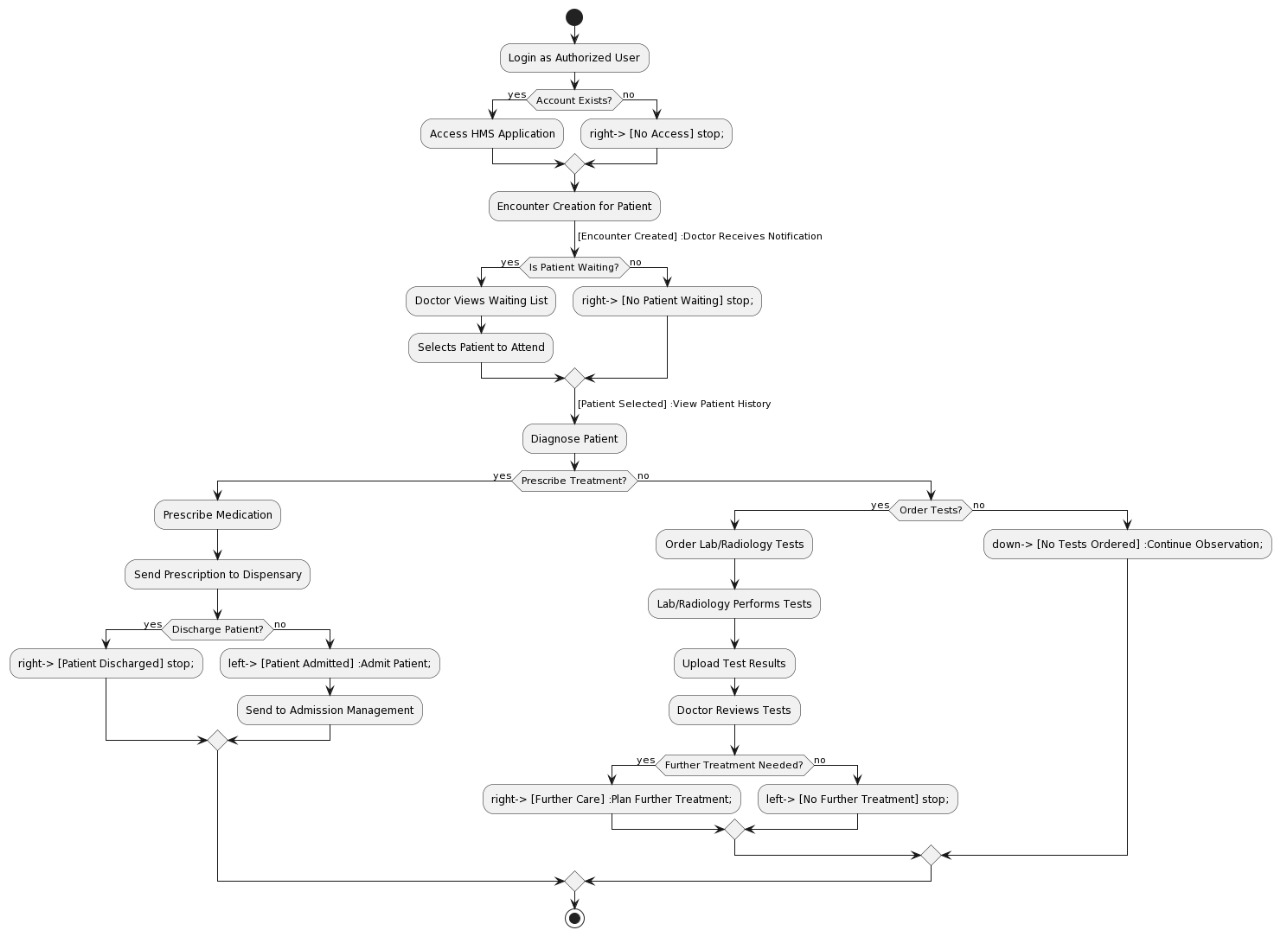 Login as Authorized User
yes
Account Exists?
no
Access HMS Application
right-> [No Access] stop;
Encounter Creation for Patient
[Encounter Created] :Doctor Receives Notification
yes
Is Patient Waiting?
no
Doctor Views Waiting List
right-> [No Patient Waiting] stop;
Selects Patient to Attend
[Patient Selected] :View Patient History
Diagnose Patient
yes
Prescribe Treatment?
no
Prescribe Medication
Send Prescription to Dispensary
yes
Discharge Patient?
no
right-> [Patient Discharged] stop;
left-> [Patient Admitted] :Admit Patient;
Send to Admission Management
yes
Order Tests?
no
Order Lab/Radiology Tests
down-> [No Tests Ordered] :Continue Observation;
Lab/Radiology Performs Tests
Upload Test Results
Doctor Reviews Tests
yes
Further Treatment Needed?
no
right-> [Further Care] :Plan Further Treatment;
left-> [No Further Treatment] stop;